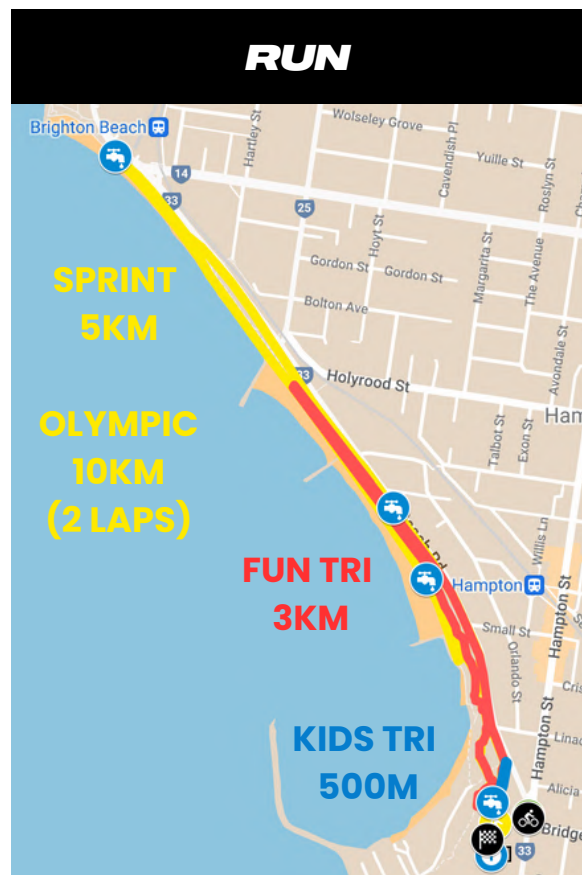 RUN
Wolseley Grove
Brighton Beach
Hartley St
Cavendish Pl
Yuille St
Roslyn St
14
33
25
Hoyt St
Margarita St
The Avenue
Gordon St
Gordon St
SPRINT
5KM
Bolton Ave
Avondale St
33
Holyrood St
OLYMPIC
10KM
(2 LAPS)
Ham
Talbot St
Exon St
Willis Ln
Hampton St
FUN TRI
3KM
Hampton
Small St
Orlando St
Cris
KIDS TRI
500M
Linac
Hampton St
Alicia
Bridge
33